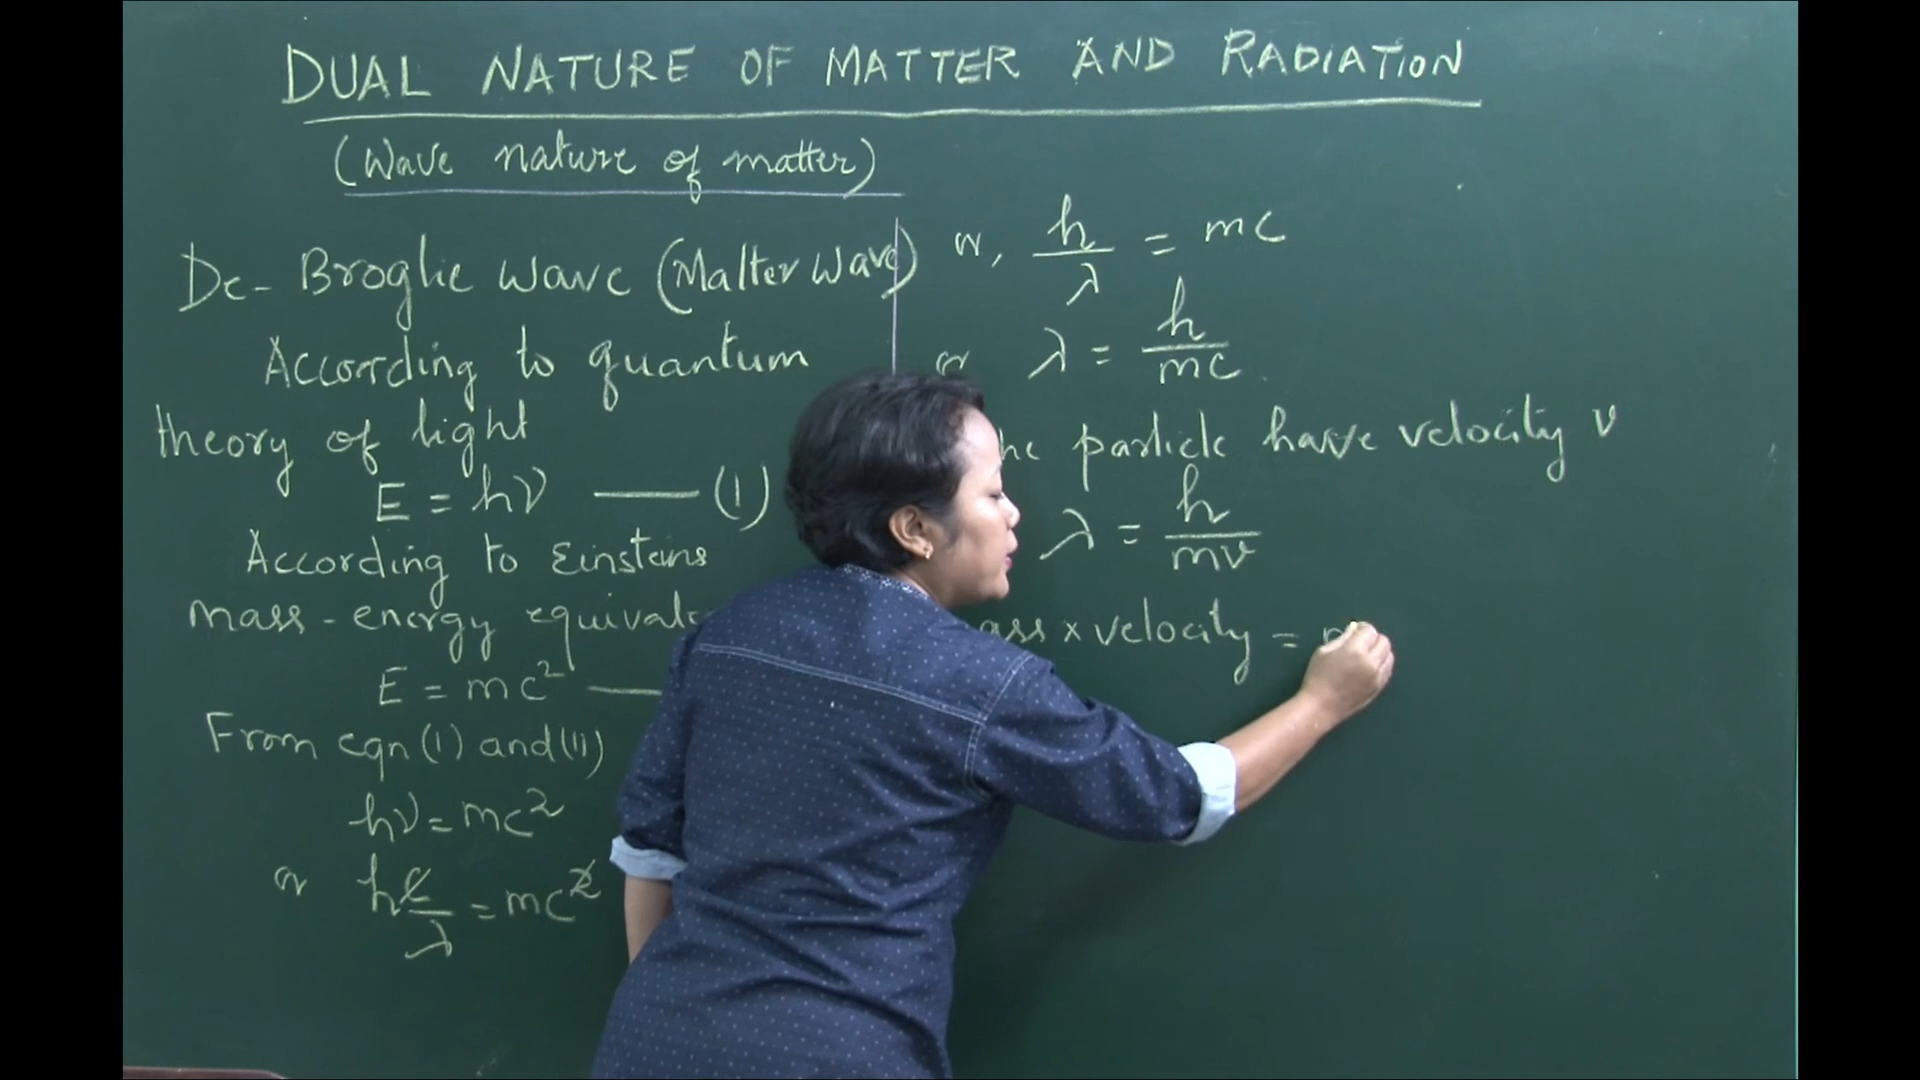 DUAL NATURE OF MATTER AND RADIATION
(Wave nature of matter)
De-Broglie wave (Matter Wave)
According to quantum
theory of light
E = hν —— (1)
According to Einsteins
mass-energy
E = mc² ——
From eqn (1) and (11)
hν = mc²
or hc/λ = mc²
or, h/λ = mc
or λ = h/mc
particle have velocity v
λ = h/mv
x velocity =